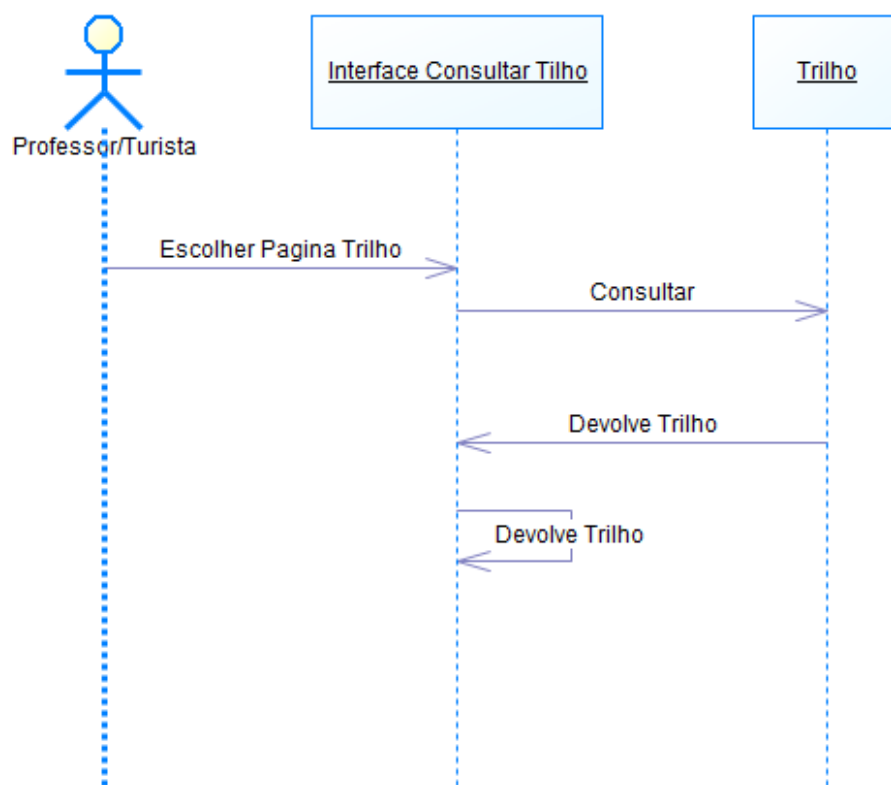 Interface Consultar Tilho
Trilho
Professor/Turista
Escolher Pagina Trilho
Consultar
Devolve Trilho
Devolve Trilho